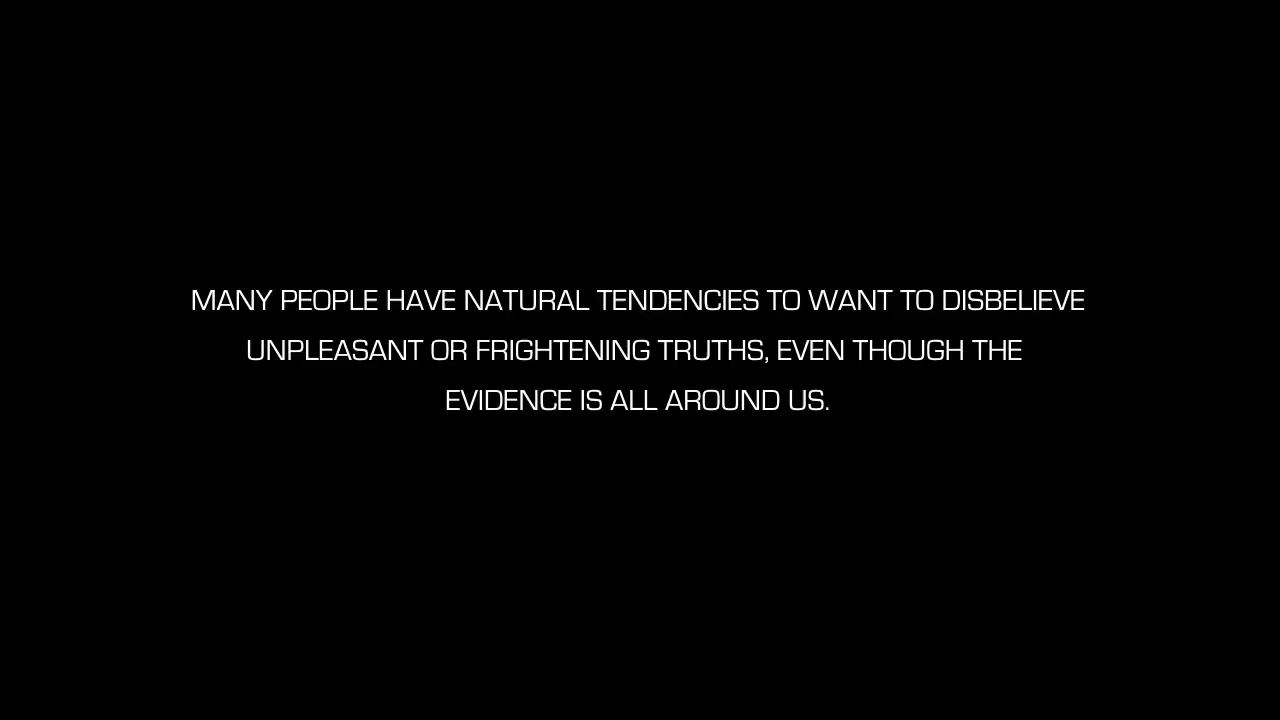 MANY PEOPLE HAVE NATURAL TENDENCIES TO WANT TO DISBELIEVE
UNPLEASANT OR FRIGHTENING TRUTHS, EVEN THOUGH THE
EVIDENCE IS ALL AROUND US.